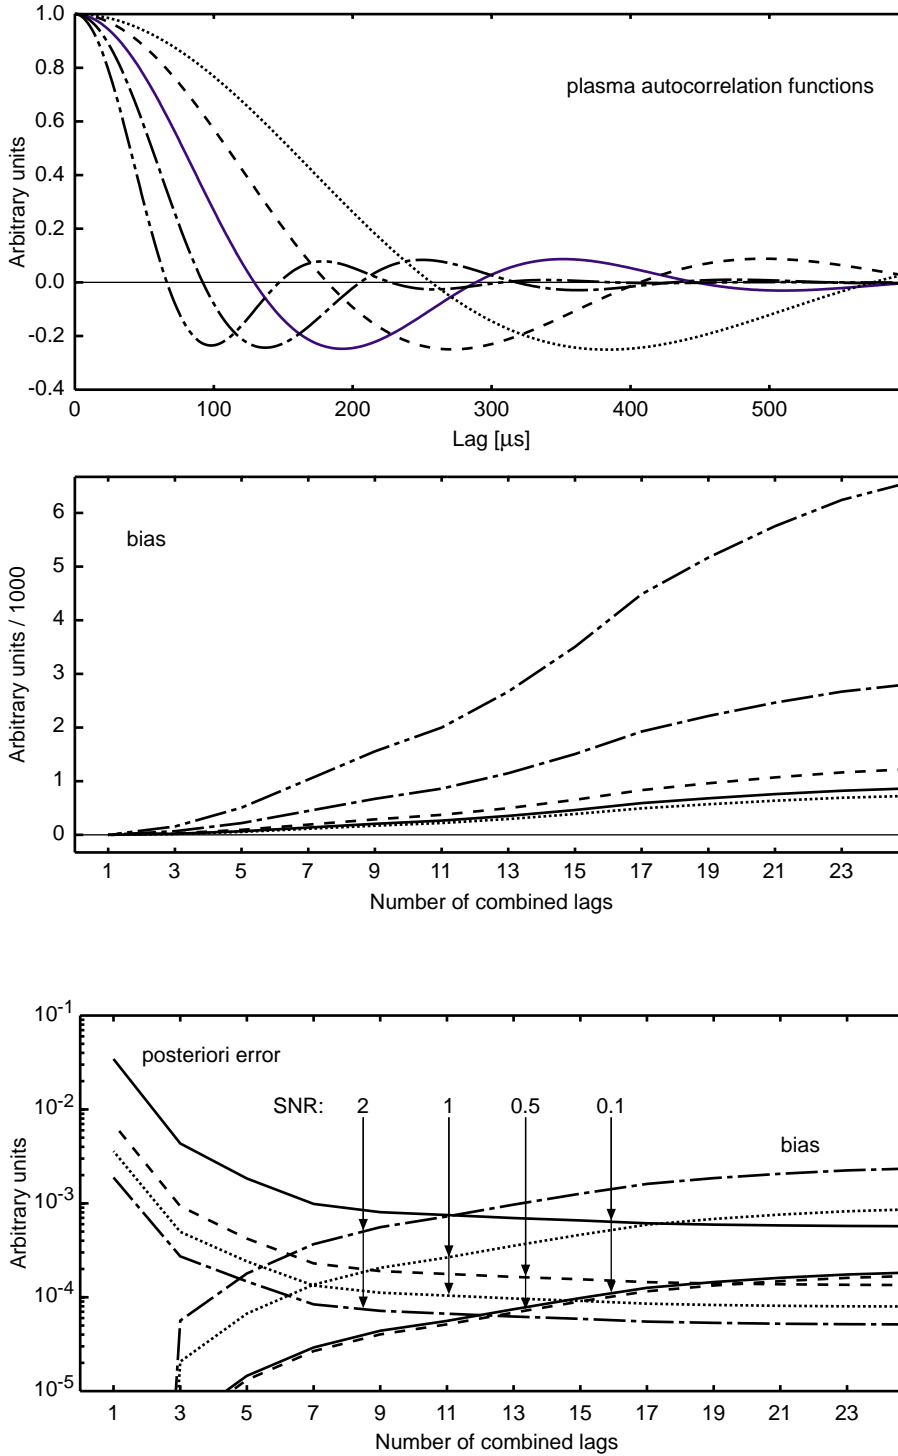 1.0
0.8
0.6
0.4
0.2
0.0
-0.2
-0.4
Arbitrary units
plasma autocorrelation functions
0 100 200 300 400 500
Lag [μs]
6
5
4
3
2
1
0
Arbitrary units / 1000
bias
1 3 5 7 9 11 13 15 17 19 21 23
Number of combined lags
10-1
10-2
10-3
10-4
10-5
Arbitrary units
posteriori error
SNR: 2 1 0.5 0.1
bias
1 3 5 7 9 11 13 15 17 19 21 23
Number of combined lags